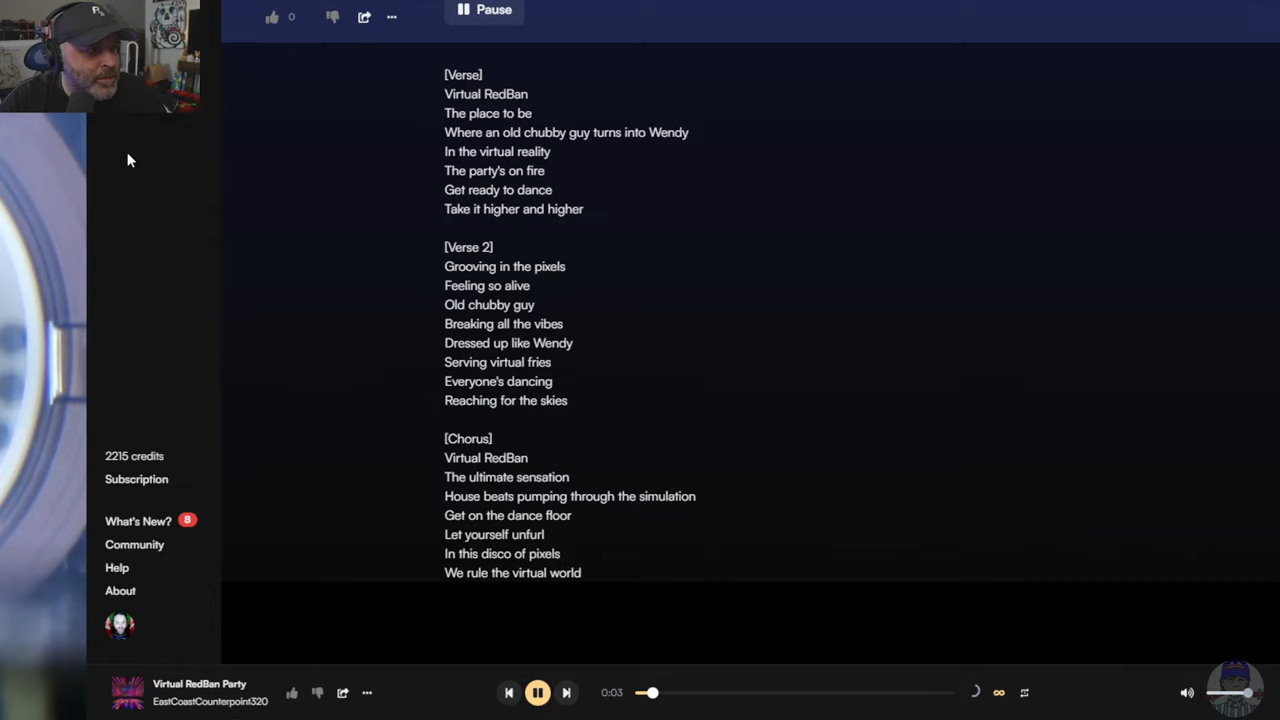 0
Pause
[Verse]
Virtual RedBan
The place to be
Where an old chubby guy turns into Wendy
In the virtual reality
The party's on fire
Get ready to dance
Take it higher and higher
[Verse 2]
Grooving in the pixels
Feeling so alive
Old chubby guy
Breaking all the vibes
Dressed up like Wendy
Serving virtual fries
Everyone's dancing
Reaching for the skies
[Chorus]
Virtual RedBan
The ultimate sensation
House beats pumping through the simulation
Get on the dance floor
Let yourself unfurl
In this disco of pixels
We rule the virtual world
2215 credits
Subscription
What's New? 8
Community
Help
About
Virtual RedBan Party
EastCoastCounterpoint320
0:03